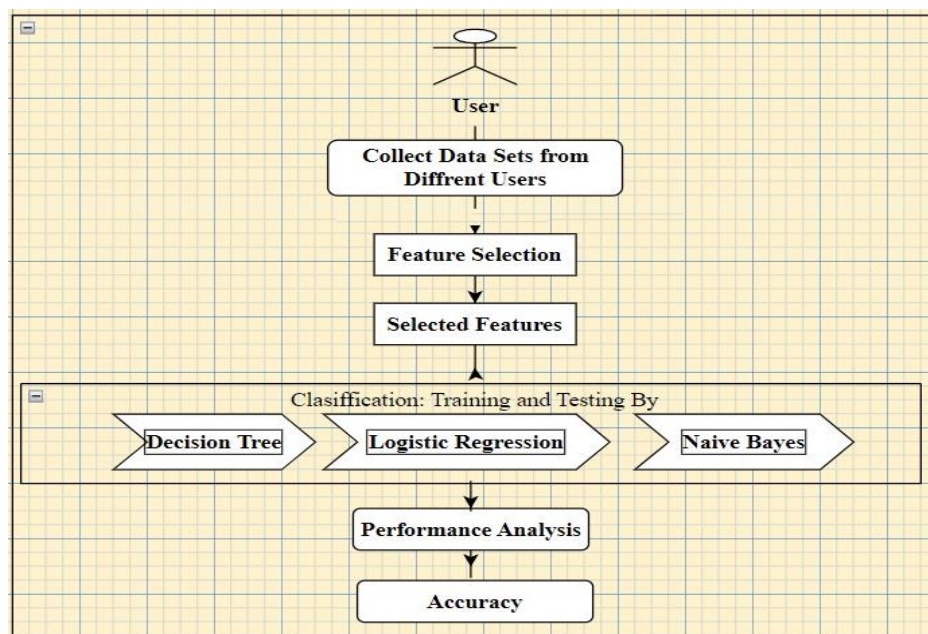 User
Collect Data Sets from
Diffrent Users
Feature Selection
Selected Features
Clasiffication: Training and Testing By
Decision Tree
Logistic Regression
Naive Bayes
Performance Analysis
Accuracy